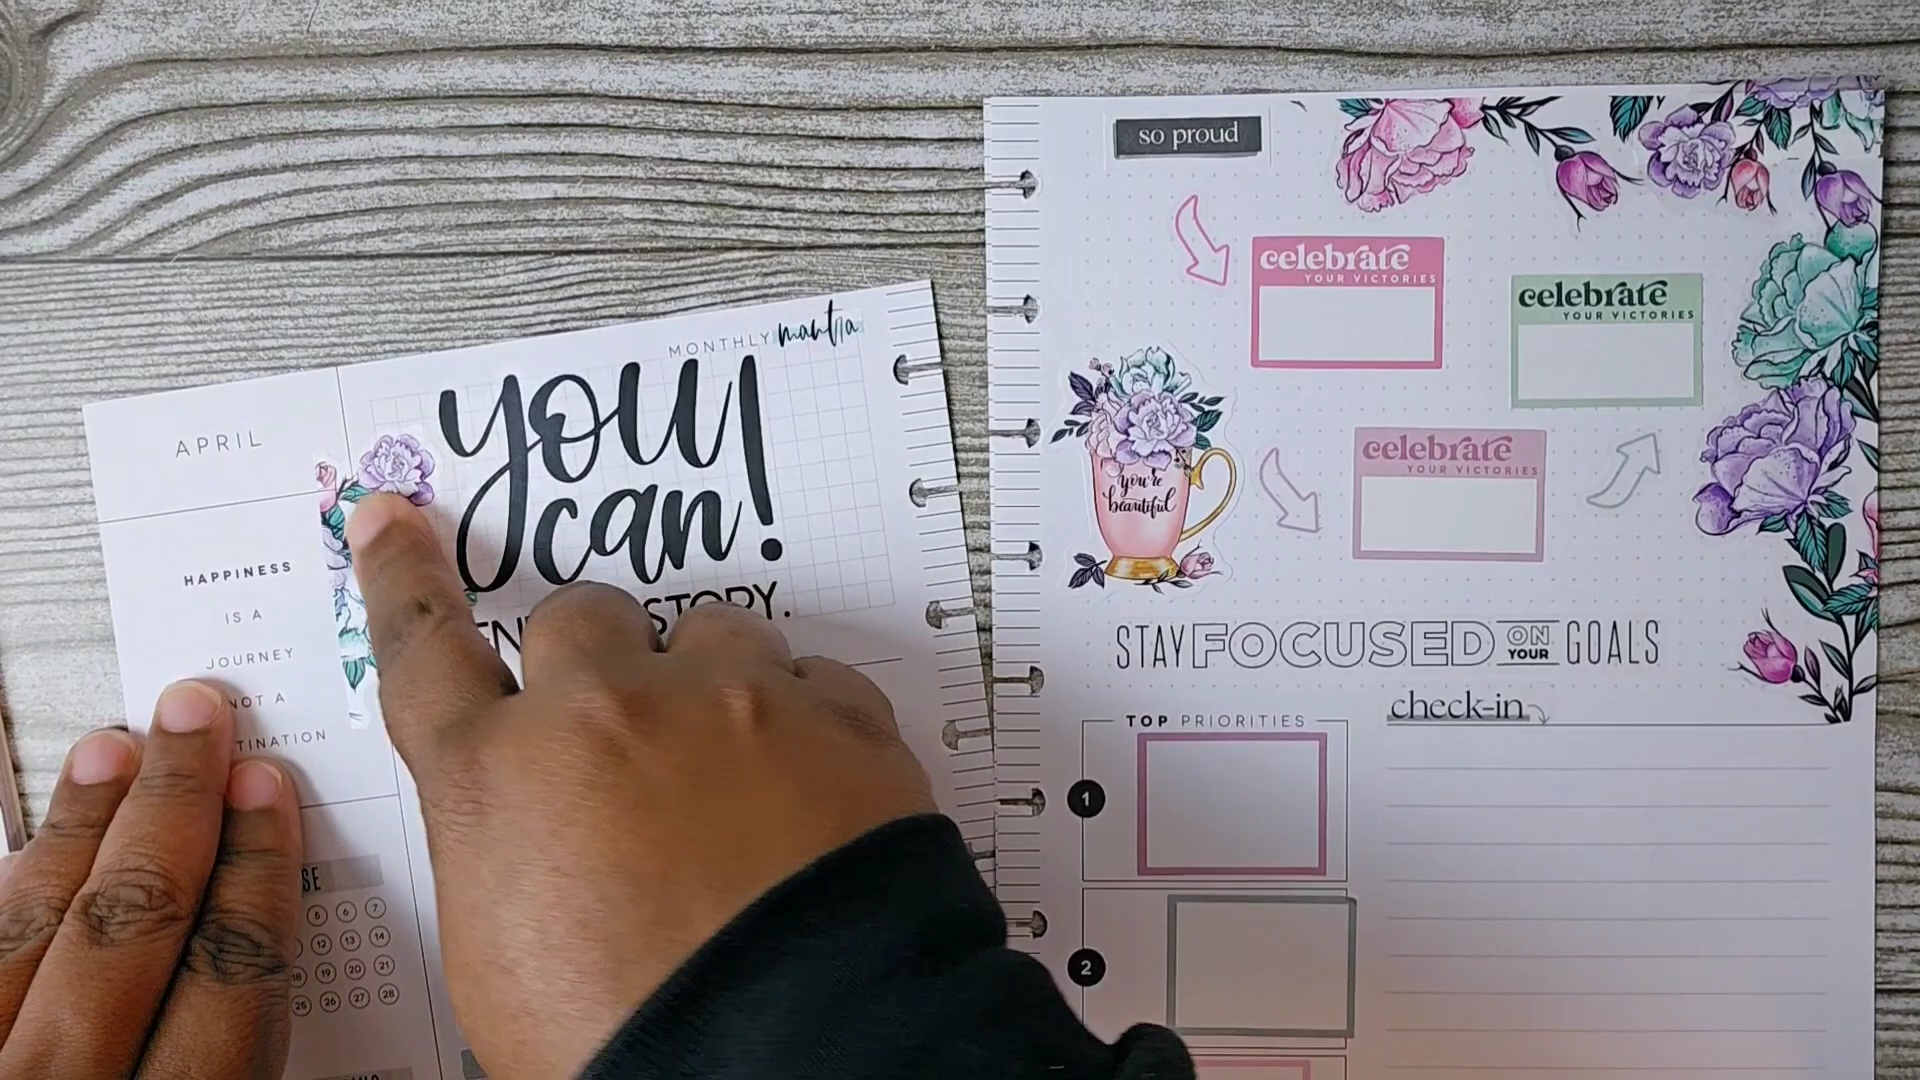 MONTHLY mantra
APRIL
you
can!
STORY.
HAPPINESS
IS A
JOURNEY
NOT A
TINATION
5 6 7
12 13 14
18 19 20 21
25 26 27 28
so proud
celebrate
YOUR VICTORIES
celebrate
YOUR VICTORIES
celebrate
YOUR VICTORIES
you're
beautiful
STAY FOCUSED ON YOUR GOALS
check-in
TOP PRIORITIES
1
2